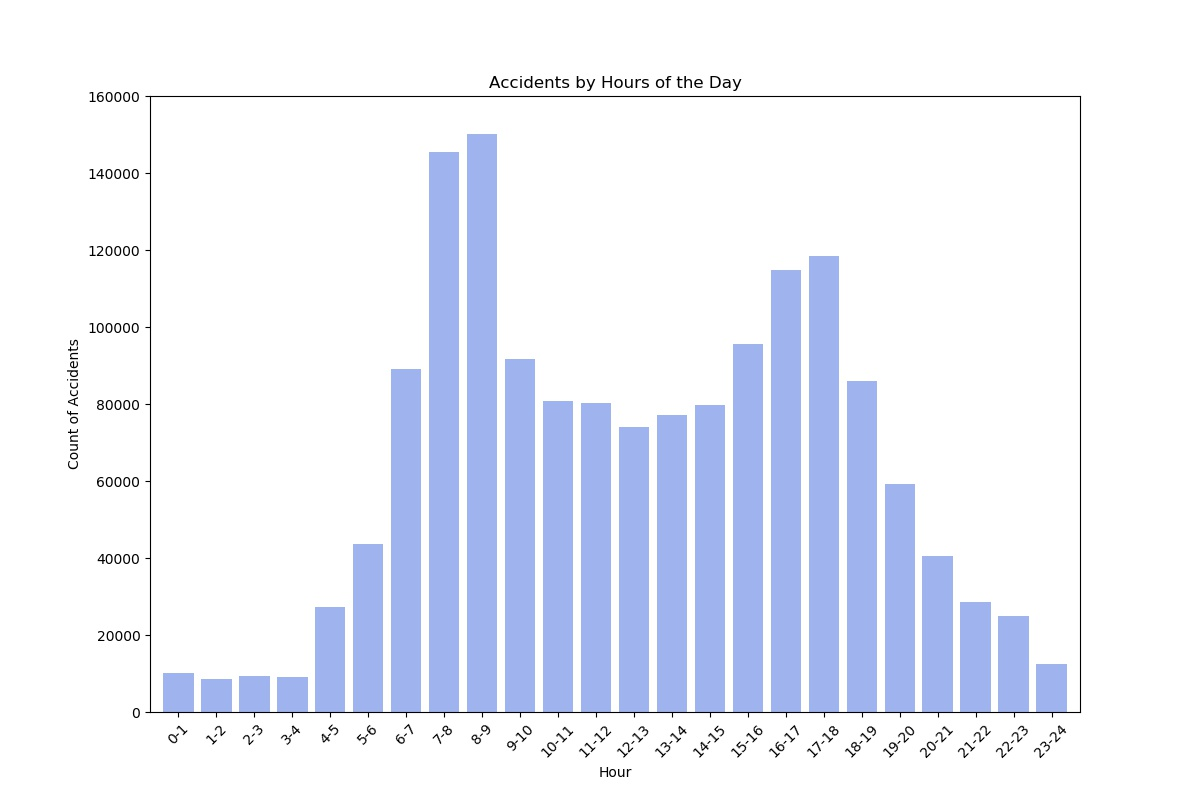 Accidents by Hours of the Day
160000
140000
120000
100000
80000
60000
40000
20000
0
Count of Accidents
0-1 1-2 2-3 3-4 4-5 5-6 6-7 7-8 8-9 9-10 10-11 11-12 12-13 13-14 14-15 15-16 16-17 17-18 18-19 19-20 20-21 21-22 22-23 23-24
Hour